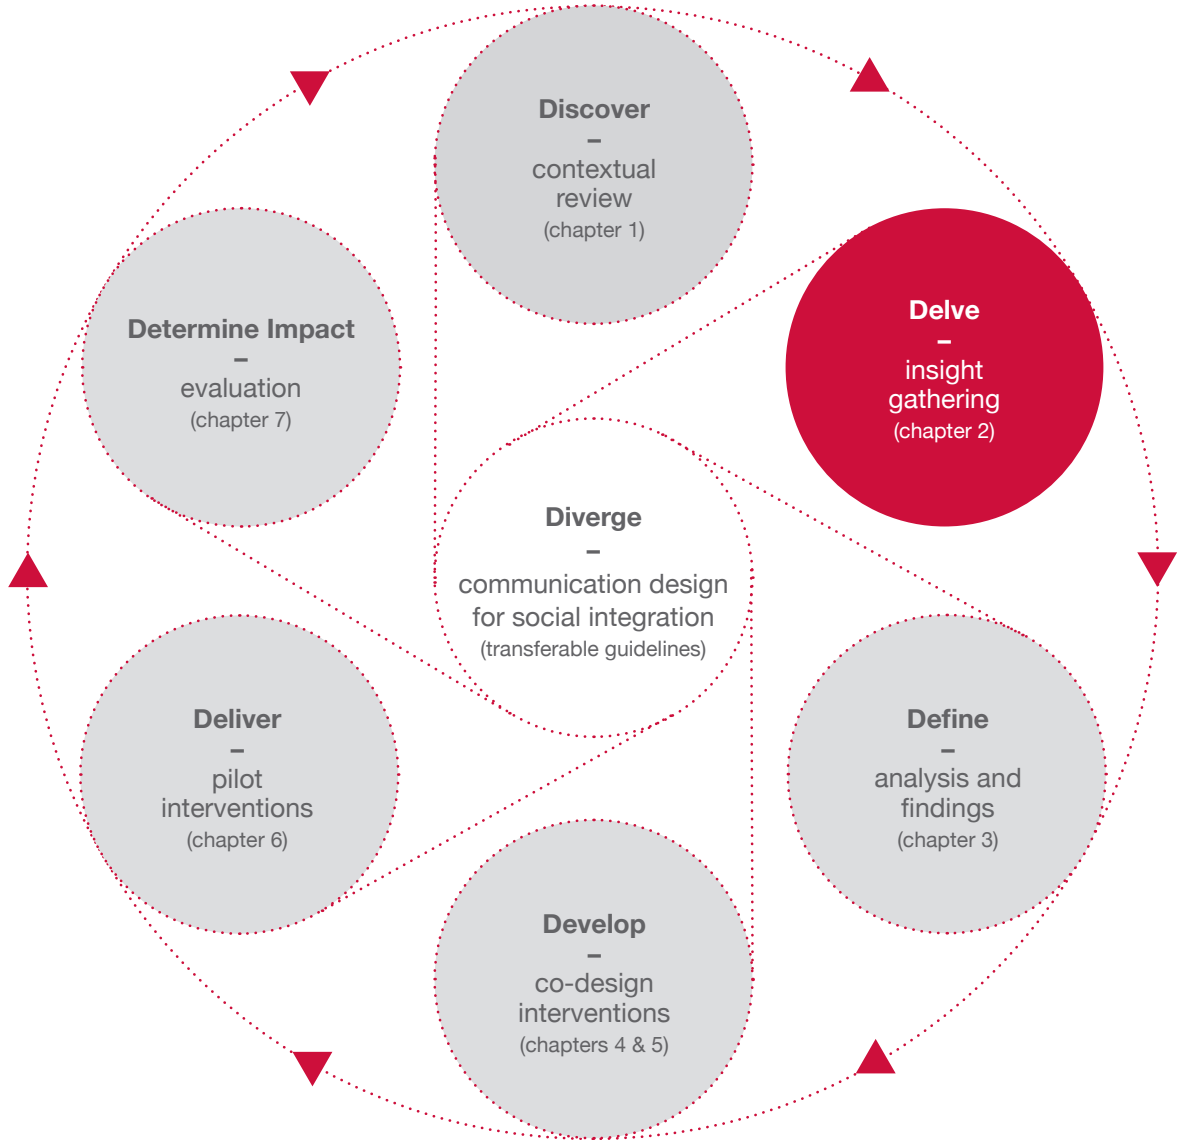 Discover
–
contextual
review
(chapter 1)
Delve
–
insight
gathering
(chapter 2)
Define
–
analysis and
findings
(chapter 3)
Develop
–
co-design
interventions
(chapters 4 & 5)
Deliver
–
pilot
interventions
(chapter 6)
Determine Impact
–
evaluation
(chapter 7)
Diverge
–
communication design
for social integration
(transferable guidelines)